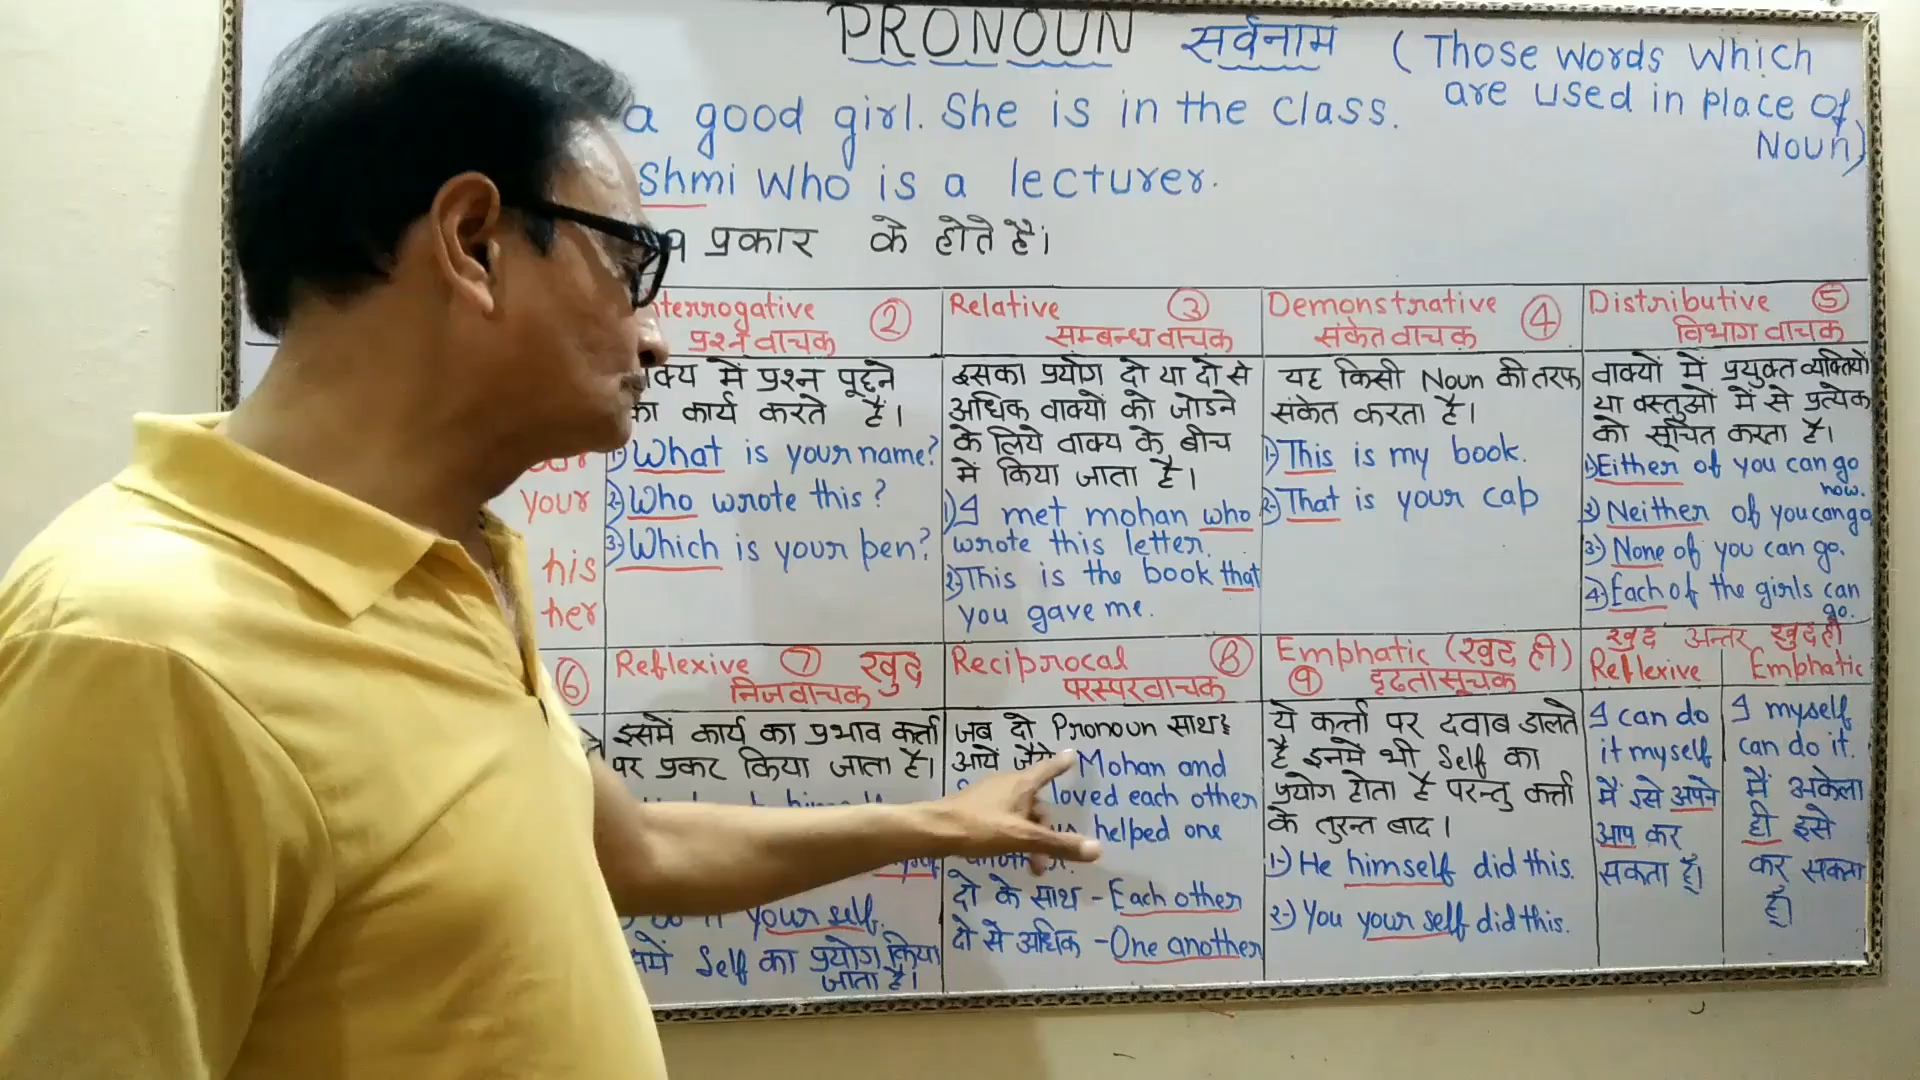 PRONOUN सर्वनाम (Those words which
are used in place of
Noun)
a good girl. She is in the class.
shmi who is a lecturer.
9 प्रकार के होते है।
terrogative ②
प्रश्न वाचक
Relative ③
सम्बन्धवाचक
Demonstrative ④
संकेतवाचक
Distributive ⑤
विभागवाचक
में प्रश्न पूछने
का कार्य करते हैं।
1) What is your name?
2) Who wrote this?
3) Which is your pen?
your
his
her
इसका प्रयोग दो या दो से
अधिक वाक्यों को जोडने
के लिये वाक्य के बीच
में किया जाता है।
1) I met mohan who
wrote this letter.
2) This is the book that
you gave me.
यह किसी Noun की तरफ
संकेत करता है।
1-) This is my book.
2-) That is your cap
वाक्यों में प्रयुक्त व्यक्तियों
या वस्तुओं में से प्रत्येक
को सूचित करता है।
1) Either of you can go
now.
2) Neither of you can go
3-) None of you can go.
4-) Each of the girls can
go.
⑥
Reflexive ⑦ खुद
निजवाचक
Reciprocal ⑧
परस्परवाचक
Emphatic (खुद ही)
⑨ दृढतासूचक
खुद अन्तर खुद ही
Reflexive Emphatic
इसमें कार्य का प्रभाव कर्त्ता
पर प्रकट किया जाता है।
your self.
Self का प्रयोग किया
जाता है।
जब दो Pronoun साथ2
आयें जैसे Mohan and
loved each other
helped one
दो के साथ - Each other
दो से अधिक - One another
ये कर्त्ता पर दवाब डालते
है इनमें भी Self का
प्रयोग होता है परन्तु कर्त्ता
के तुरन्त बाद।
1-) He himself did this.
2-) You your self did this.
I can do
it myself
मैं इसे अपने
आप कर
सकता हूँ।
I myself
can do it.
मैं अकेला
ही इसे
कर सकता
हूँ।